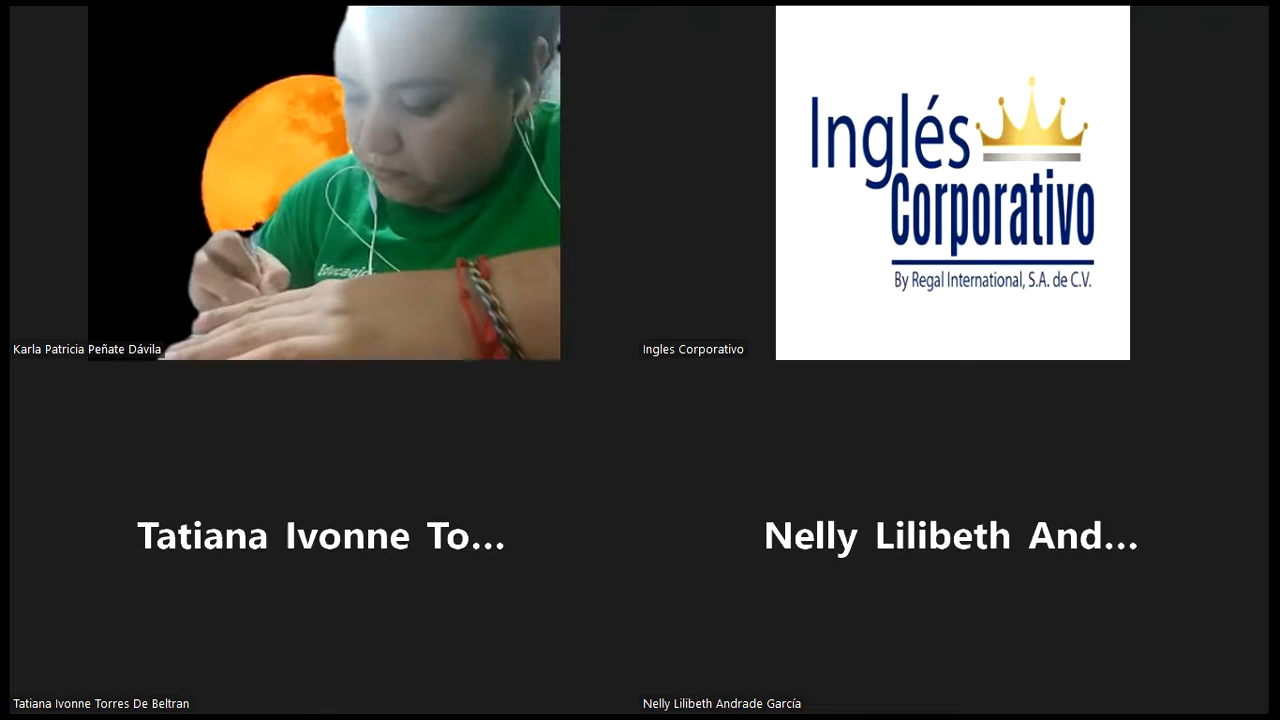 Inglés
Corporativo
By Regal International, S.A. de C.V.
Educación
Karla Patricia Peñate Dávila
Ingles Corporativo
Tatiana Ivonne To...
Nelly Lilibeth And...
Tatiana Ivonne Torres De Beltran
Nelly Lilibeth Andrade García